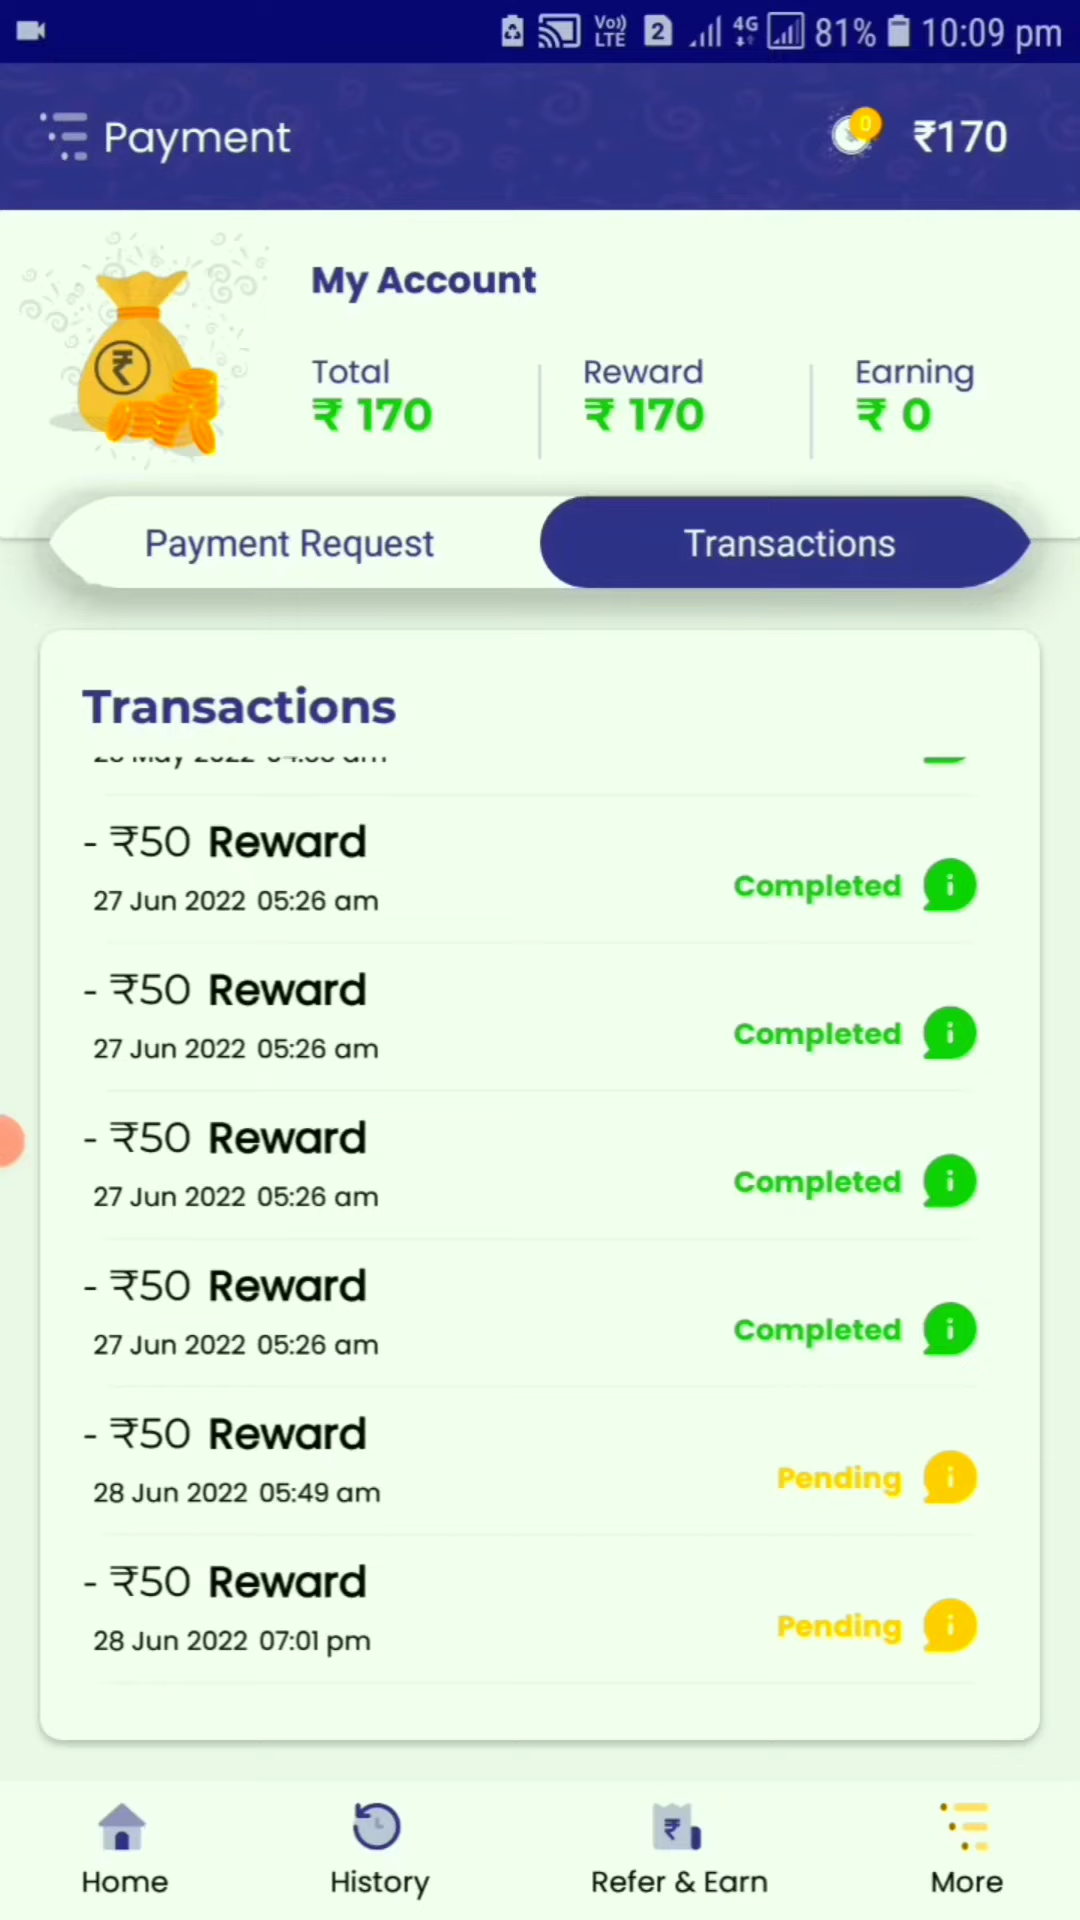 Vo)) LTE 2 4G 81% 10:09 pm
Payment 0 ₹170
My Account
Total Reward Earning
₹ 170 ₹ 170 ₹ 0
Payment Request Transactions
Transactions
- ₹50 Reward
27 Jun 2022 05:26 am Completed
- ₹50 Reward
27 Jun 2022 05:26 am Completed
- ₹50 Reward
27 Jun 2022 05:26 am Completed
- ₹50 Reward
27 Jun 2022 05:26 am Completed
- ₹50 Reward
28 Jun 2022 05:49 am Pending
- ₹50 Reward
28 Jun 2022 07:01 pm Pending
Home History Refer & Earn More